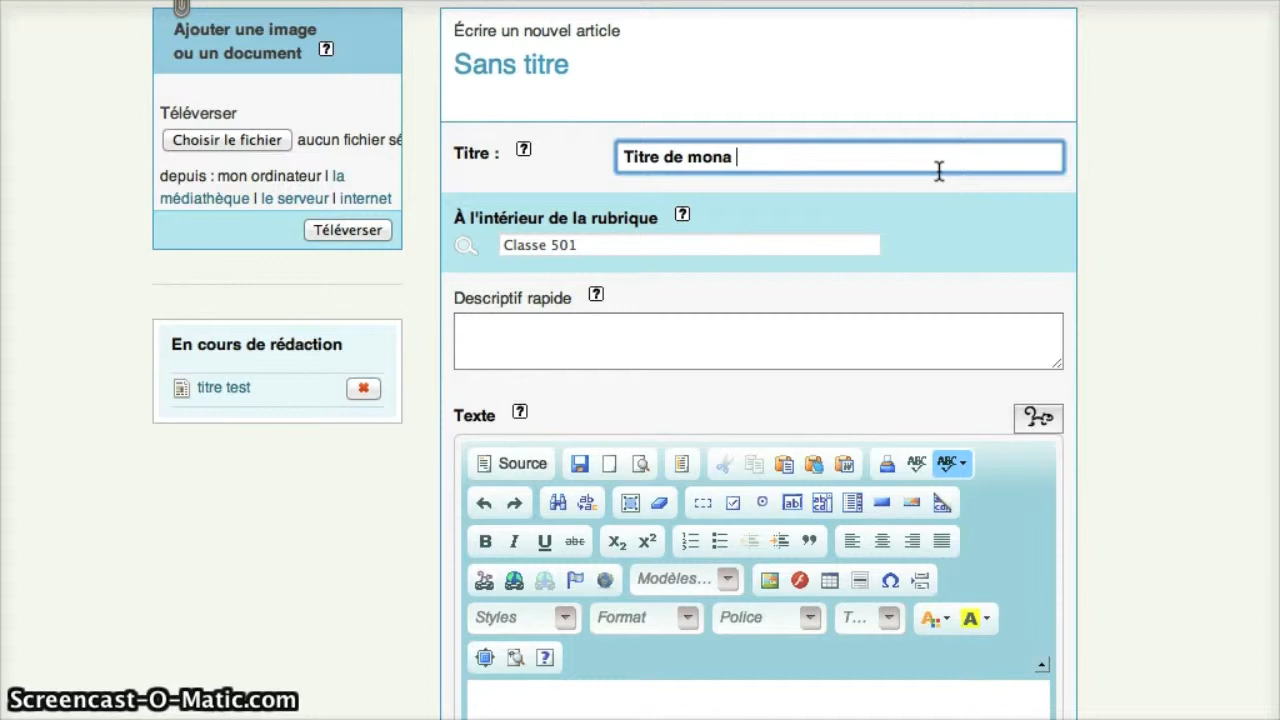 Ajouter une image
ou un document ?
Téléverser
Choisir le fichier aucun fichier sé
depuis : mon ordinateur | la
médiathèque | le serveur | internet
Téléverser
En cours de rédaction
titre test
Écrire un nouvel article
Sans titre
Titre : ?
Titre de mona
À l'intérieur de la rubrique ?
Classe 501
Descriptif rapide ?
Texte ?
Source
ABC ABC
B I U abc X₂ X²
Modèles...
Styles Format Police T... A A
?
Screencast-O-Matic.com